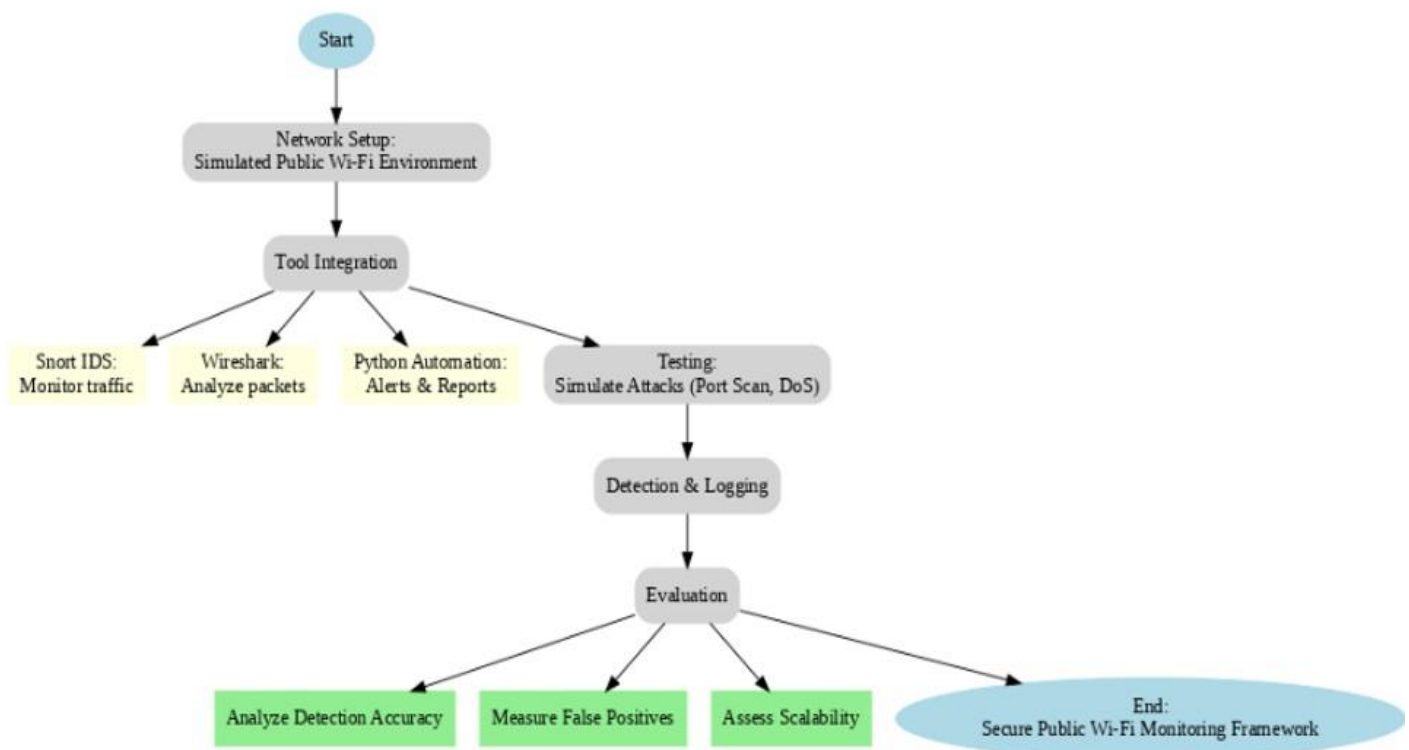 Start
Network Setup:
Simulated Public Wi-Fi Environment
Tool Integration
Snort IDS:
Monitor traffic
Wireshark:
Analyze packets
Python Automation:
Alerts & Reports
Testing:
Simulate Attacks (Port Scan, DoS)
Detection & Logging
Evaluation
Analyze Detection Accuracy
Measure False Positives
Assess Scalability
End:
Secure Public Wi-Fi Monitoring Framework